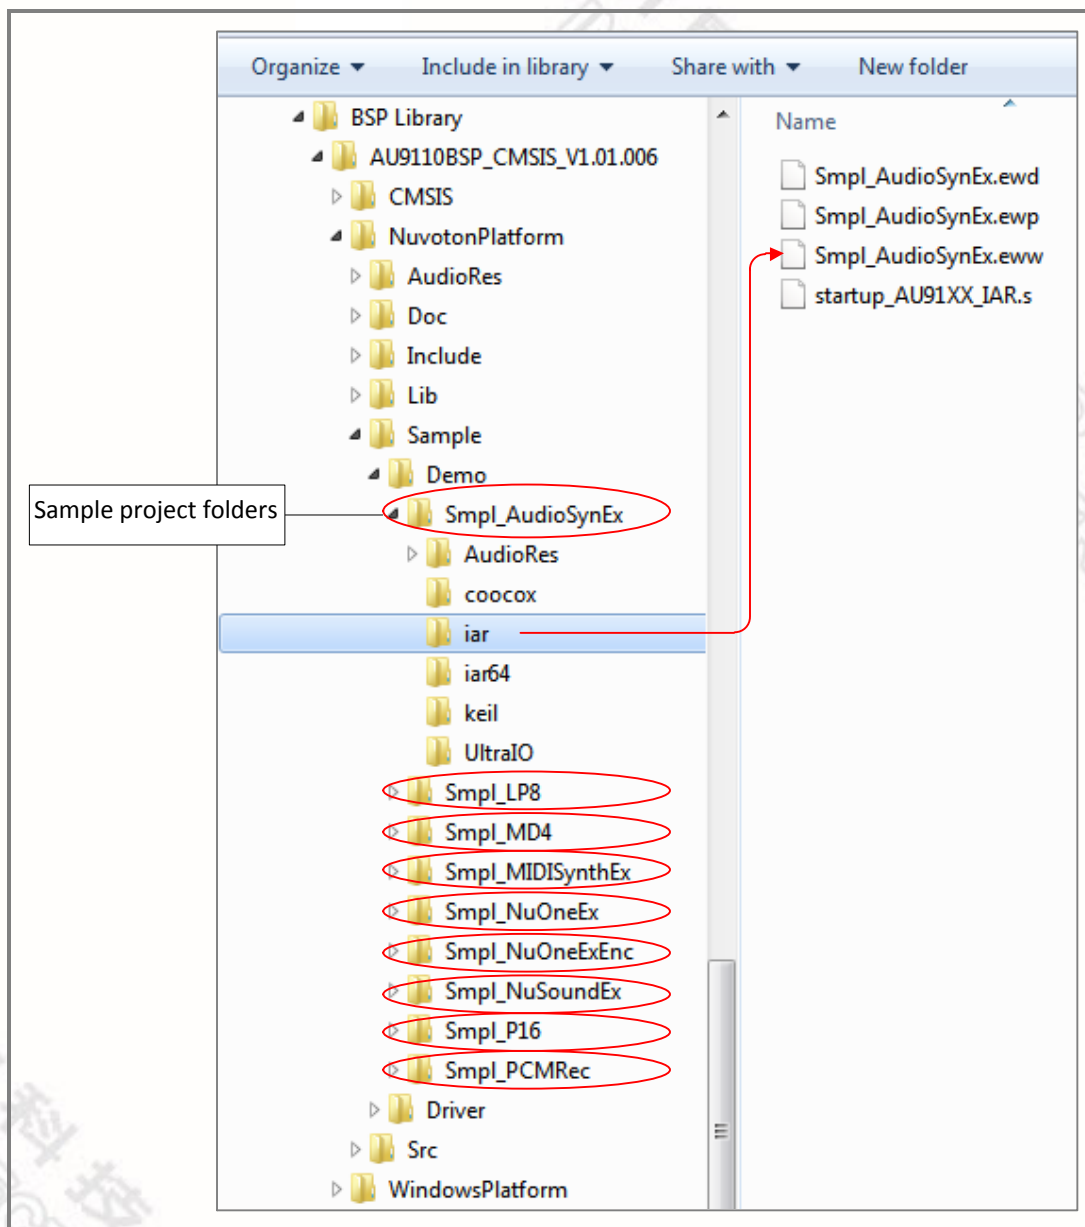 Organize Include in library Share with New folder
BSP Library
AU9110BSP_CMSIS_V1.01.006
CMSIS
NuvotonPlatform
AudioRes
Doc
Include
Lib
Sample
Demo
Sample project folders
Smpl_AudioSynEx
AudioRes
coocox
iar
iar64
keil
UltraIO
Smpl_LP8
Smpl_MD4
Smpl_MIDISynthEx
Smpl_NuOneEx
Smpl_NuOneExEnc
Smpl_NuSoundEx
Smpl_P16
Smpl_PCMRec
Driver
Src
WindowsPlatform
Name
Smpl_AudioSynEx.ewd
Smpl_AudioSynEx.ewp
Smpl_AudioSynEx.eww
startup_AU91XX_IAR.s